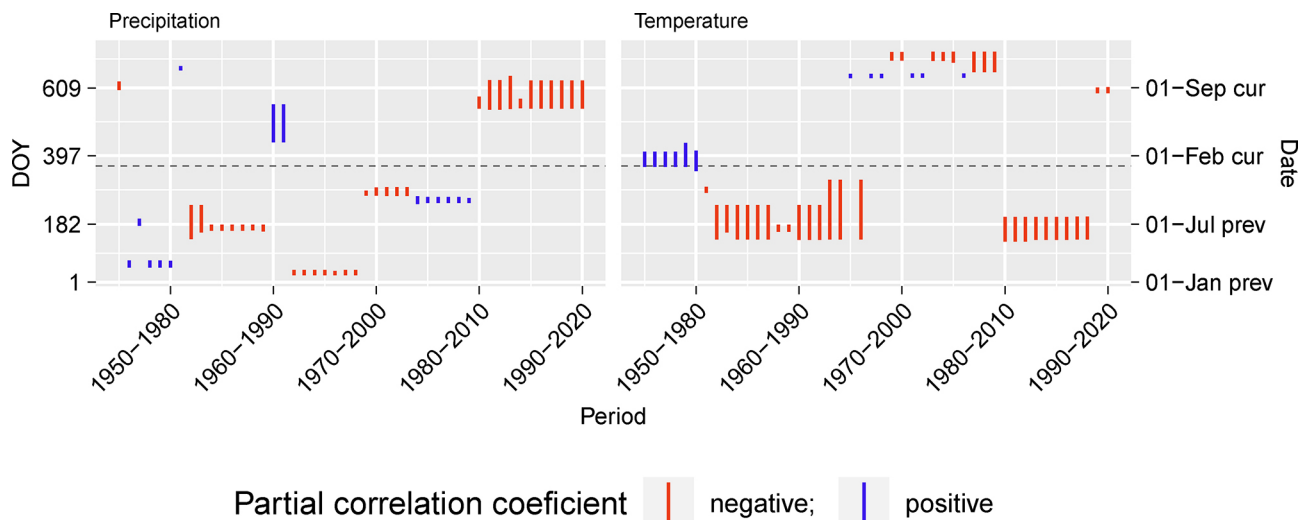 Precipitation
Temperature
DOY
609
397
182
1
01−Sep cur
01−Feb cur
01−Jul prev
01−Jan prev
Date
1950−1980
1960−1990
1970−2000
1980−2010
1990−2020
1950−1980
1960−1990
1970−2000
1980−2010
1990−2020
Period
Partial correlation coeficient negative; positive